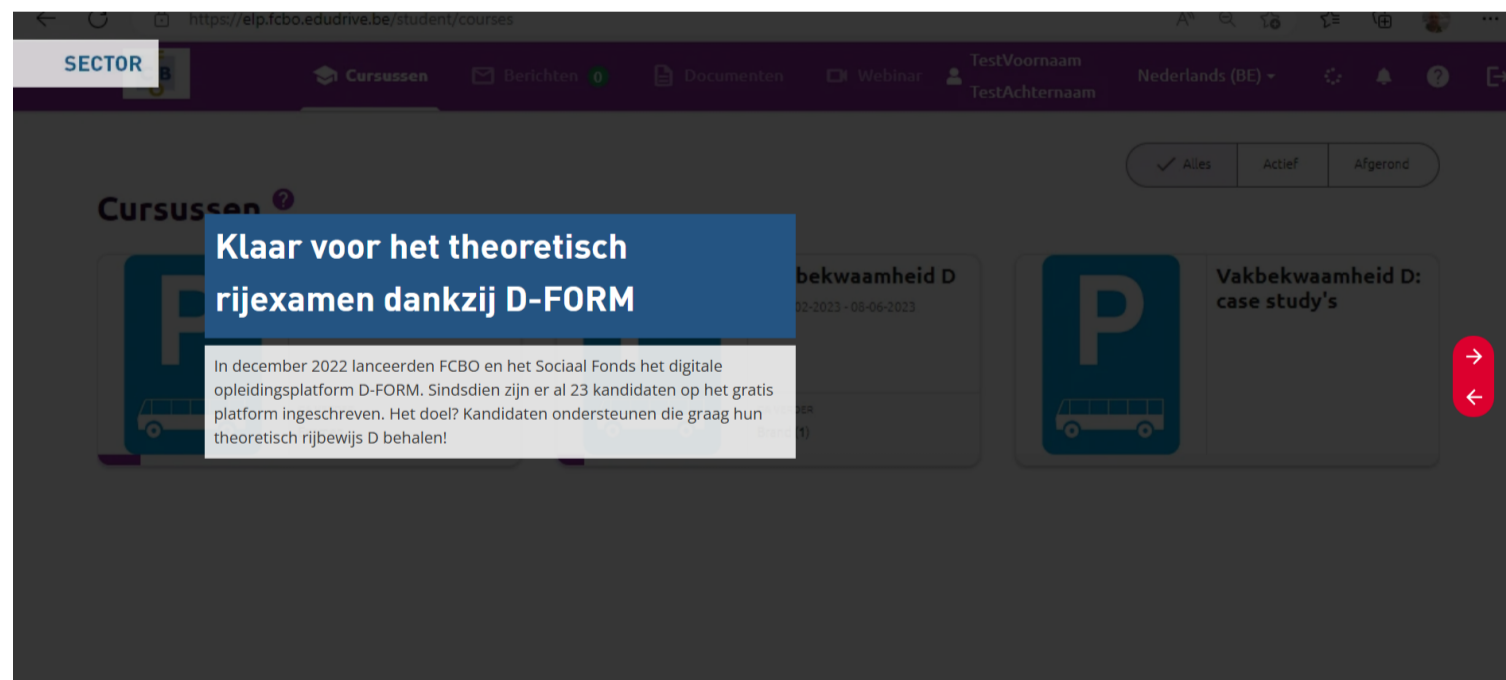 https://elp.fcbo.edudrive.be/student/courses
SECTOR
B
Cursussen
Berichten 0
Documenten
Webinar
TestVoornaam
TestAchternaam
Nederlands (BE)
Alles
Actief
Afgerond
Cursussen
Klaar voor het theoretisch
rijexamen dankzij D-FORM
In december 2022 lanceerden FCBO en het Sociaal Fonds het digitale
opleidingsplatform D-FORM. Sindsdien zijn er al 23 kandidaten op het gratis
platform ingeschreven. Het doel? Kandidaten ondersteunen die graag hun
theoretisch rijbewijs D behalen!
P
bekwaamheid D
02-2023 - 08-06-2023
(1)
P
Vakbekwaamheid D:
case study's